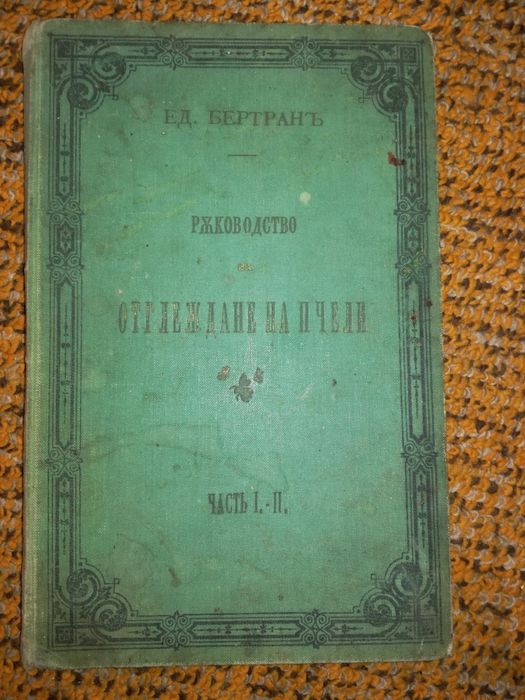 ЕД. БЕРТРАНЪ
РѪКОВОДСТВО
ЗА
ОТГЛЕЖДАНЕ НА ПЧЕЛИ
ЧАСТЬ I.-II.